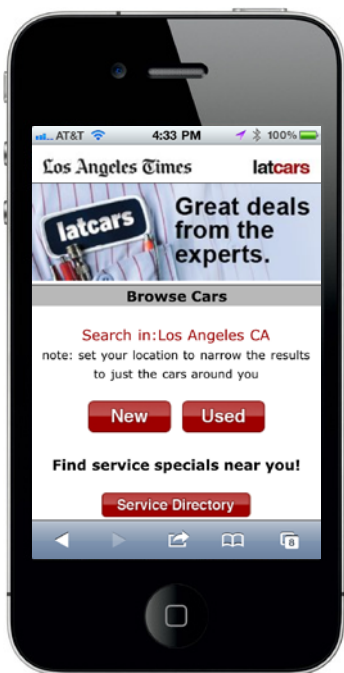 AT&T 4:33 PM 100%
Los Angeles Times latcars
latcars
Great deals
from the
experts.
Browse Cars
Search in:Los Angeles CA
note: set your location to narrow the results
to just the cars around you
New Used
Find service specials near you!
Service Directory
8